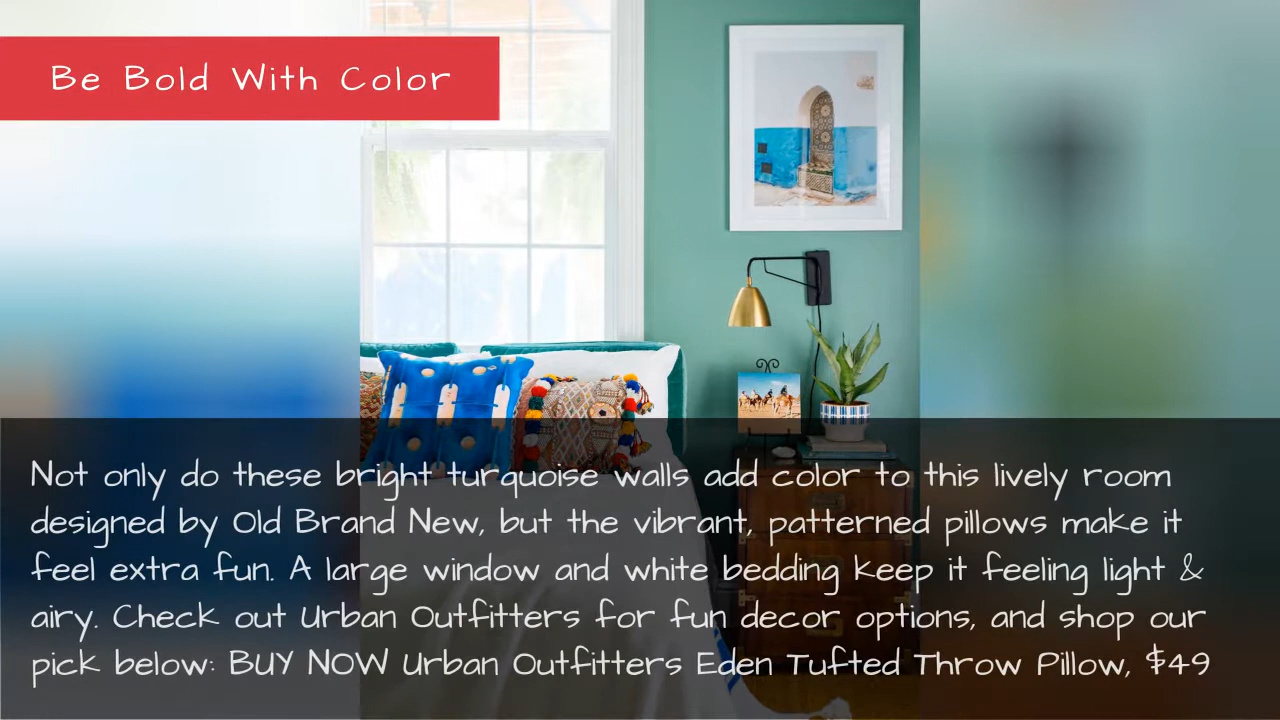 Be Bold With Color
Not only do these bright turquoise walls add color to this lively room
designed by Old Brand New, but the vibrant, patterned pillows make it
feel extra fun. A large window and white bedding keep it feeling light &
airy. Check out Urban Outfitters for fun decor options, and shop our
pick below: BUY NOW Urban Outfitters Eden Tufted Throw Pillow, $49